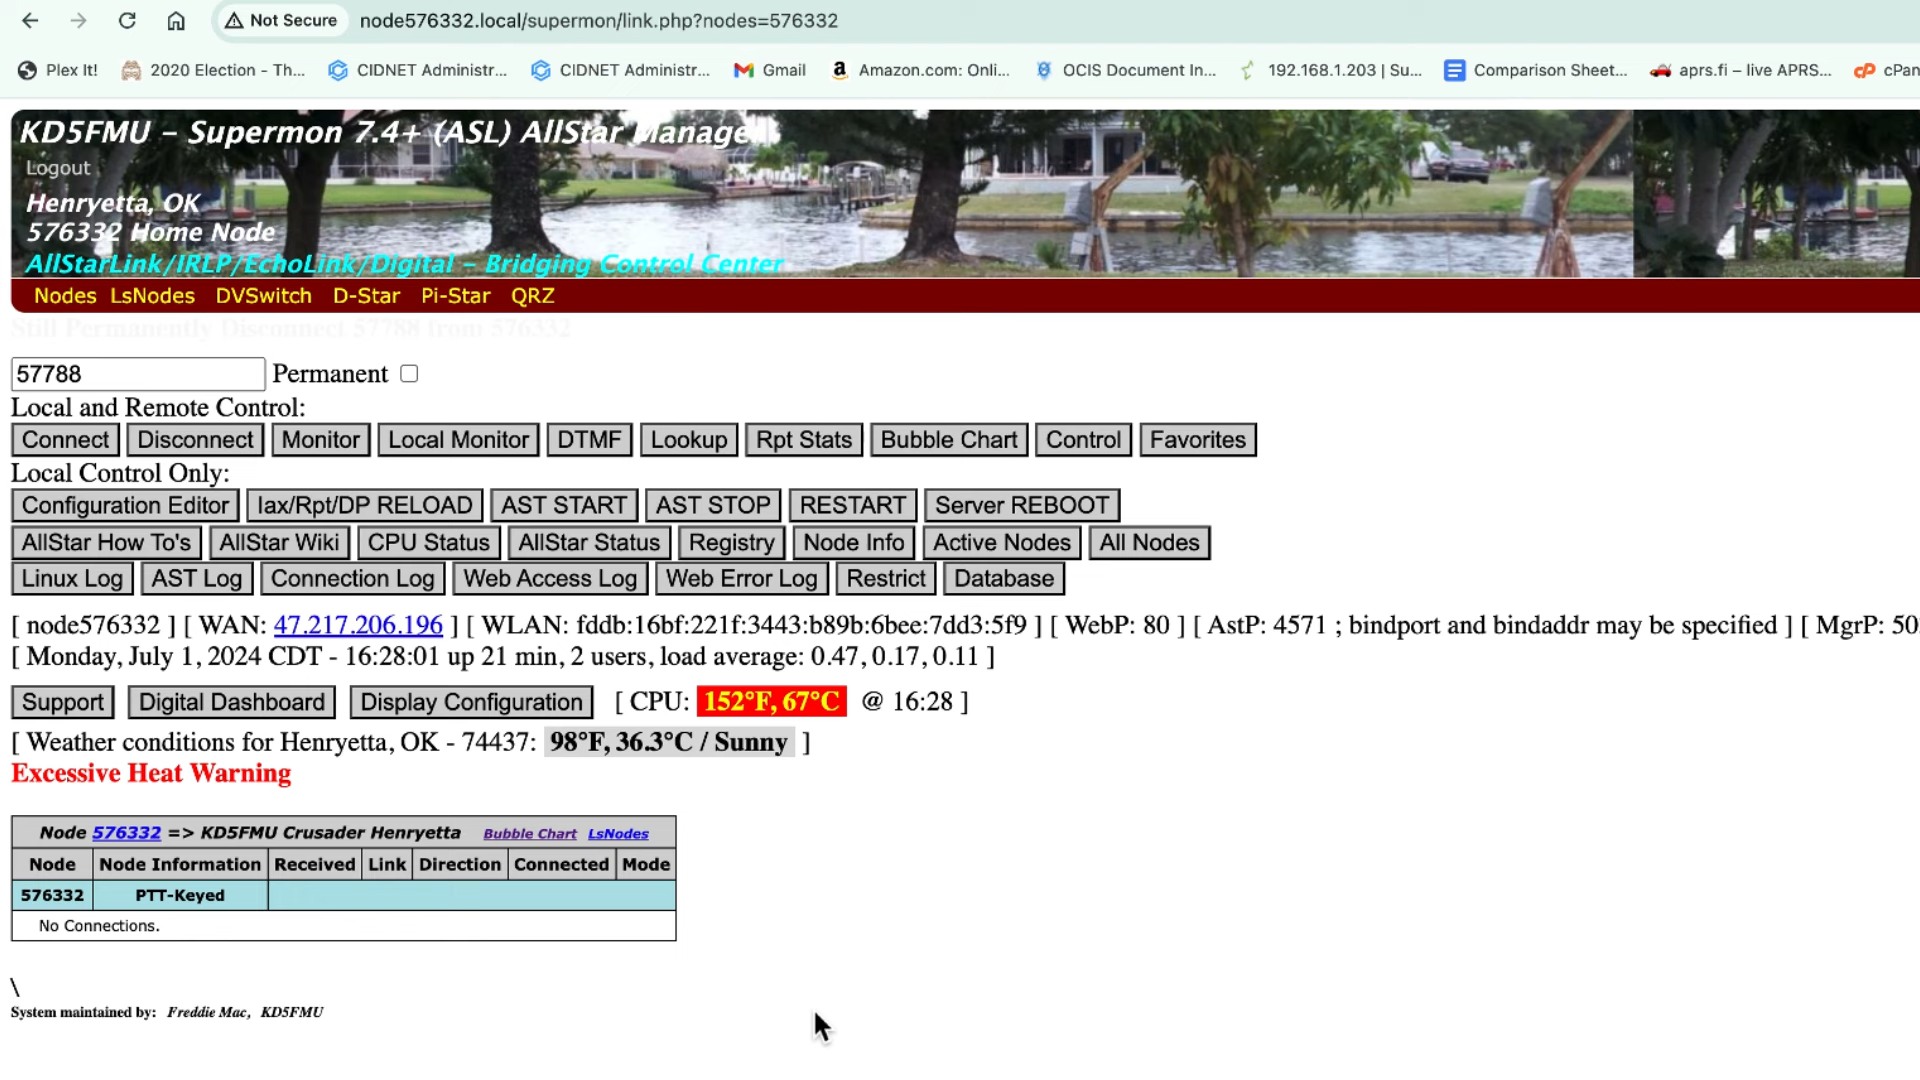 Not Secure node576332.local/supermon/link.php?nodes=576332
Plex It! 2020 Election - Th... CIDNET Administr... CIDNET Administr... Gmail Amazon.com: Onli... OCIS Document In... 192.168.1.203 | Su... Comparison Sheet... aprs.fi – live APRS... cPan
KD5FMU - Supermon 7.4+ (ASL) AllStar Manage
Logout
Henryetta, OK
576332 Home Node
AllStarLink/IRLP/EchoLink/Digital - Bridging Control Center
Nodes LsNodes DVSwitch D-Star Pi-Star QRZ
Still Permanently Disconnect 57788 from 576332
57788 Permanent
Local and Remote Control:
Connect Disconnect Monitor Local Monitor DTMF Lookup Rpt Stats Bubble Chart Control Favorites
Local Control Only:
Configuration Editor Iax/Rpt/DP RELOAD AST START AST STOP RESTART Server REBOOT
AllStar How To's AllStar Wiki CPU Status AllStar Status Registry Node Info Active Nodes All Nodes
Linux Log AST Log Connection Log Web Access Log Web Error Log Restrict Database
[ node576332 ] [ WAN: 47.217.206.196 ] [ WLAN: fddb:16bf:221f:3443:b89b:6bee:7dd3:5f9 ] [ WebP: 80 ] [ AstP: 4571 ; bindport and bindaddr may be specified ] [ MgrP: 50
[ Monday, July 1, 2024 CDT - 16:28:01 up 21 min, 2 users, load average: 0.47, 0.17, 0.11 ]
Support Digital Dashboard Display Configuration [ CPU: 152°F, 67°C @ 16:28 ]
[ Weather conditions for Henryetta, OK - 74437: 98°F, 36.3°C / Sunny ]
Excessive Heat Warning
Node 576332 => KD5FMU Crusader Henryetta Bubble Chart LsNodes
Node Node Information Received Link Direction Connected Mode
576332 PTT-Keyed
No Connections.
\
System maintained by: Freddie Mac, KD5FMU